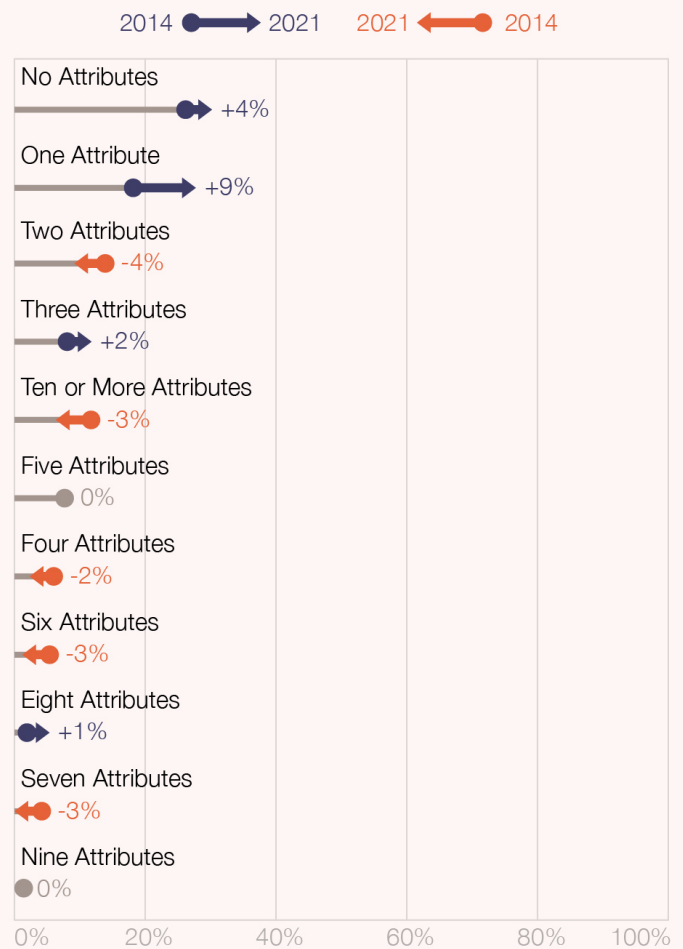 2014 2021 2021 2014
No Attributes
+4%
One Attribute
+9%
Two Attributes
-4%
Three Attributes
+2%
Ten or More Attributes
-3%
Five Attributes
0%
Four Attributes
-2%
Six Attributes
-3%
Eight Attributes
+1%
Seven Attributes
-3%
Nine Attributes
0%
0% 20% 40% 60% 80% 100%